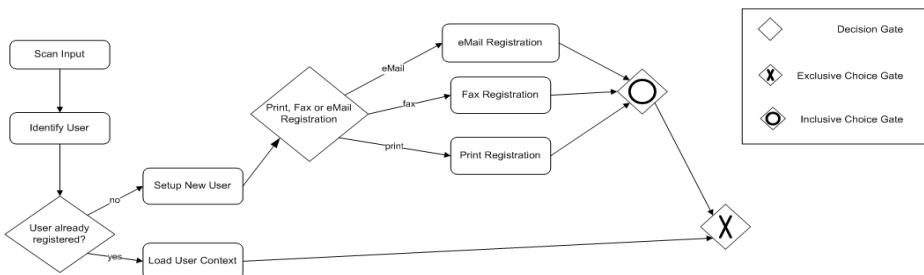 Scan Input
Identify User
User already
registered?
no
yes
Setup New User
Load User Context
Print, Fax or eMail
Registration
eMail
fax
print
eMail Registration
Fax Registration
Print Registration
X
Decision Gate
X
Exclusive Choice Gate
Inclusive Choice Gate